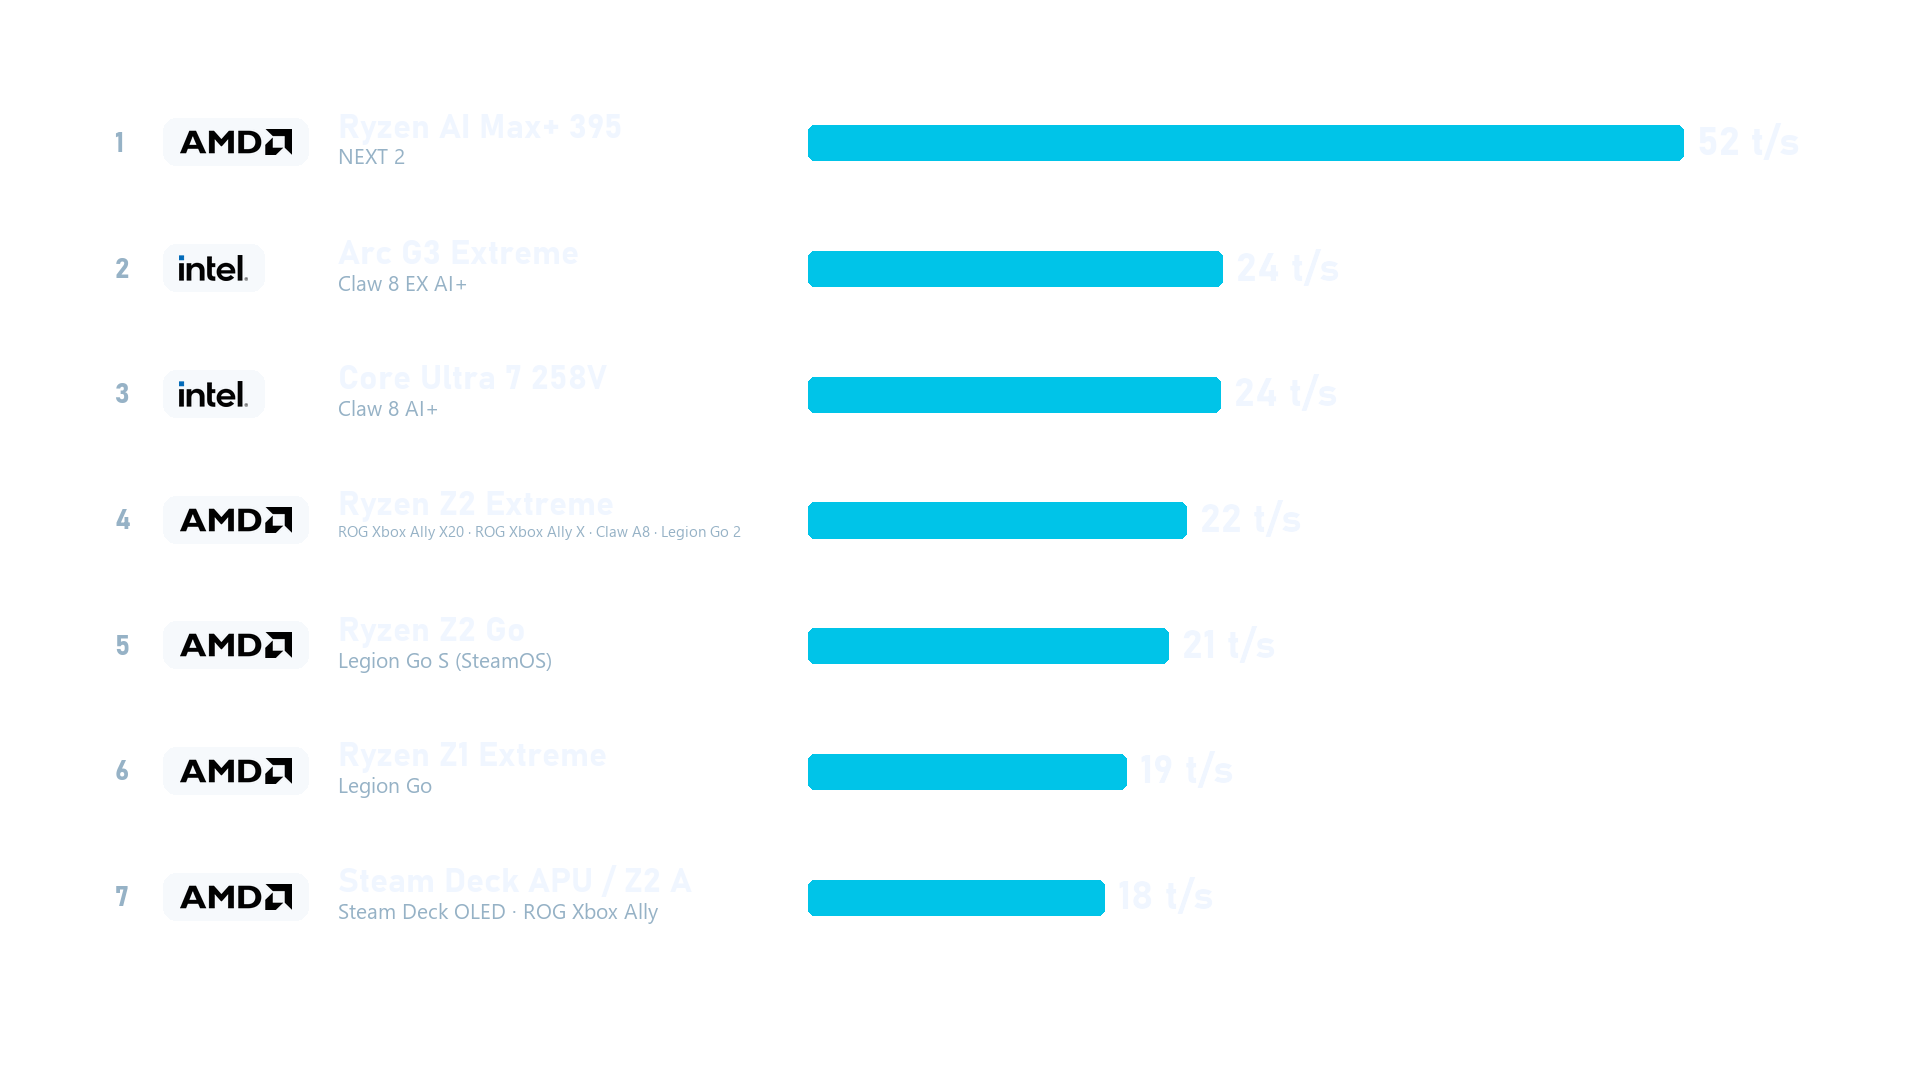 1
AMD
Ryzen AI Max+ 395
NEXT 2
52 t/s
2
intel.
Arc G3 Extreme
Claw 8 EX AI+
24 t/s
3
intel.
Core Ultra 7 258V
Claw 8 AI+
24 t/s
4
AMD
Ryzen Z2 Extreme
ROG Xbox Ally X20 · ROG Xbox Ally X · Claw A8 · Legion Go 2
22 t/s
5
AMD
Ryzen Z2 Go
Legion Go S (SteamOS)
21 t/s
6
AMD
Ryzen Z1 Extreme
Legion Go
19 t/s
7
AMD
Steam Deck APU / Z2 A
Steam Deck OLED · ROG Xbox Ally
18 t/s